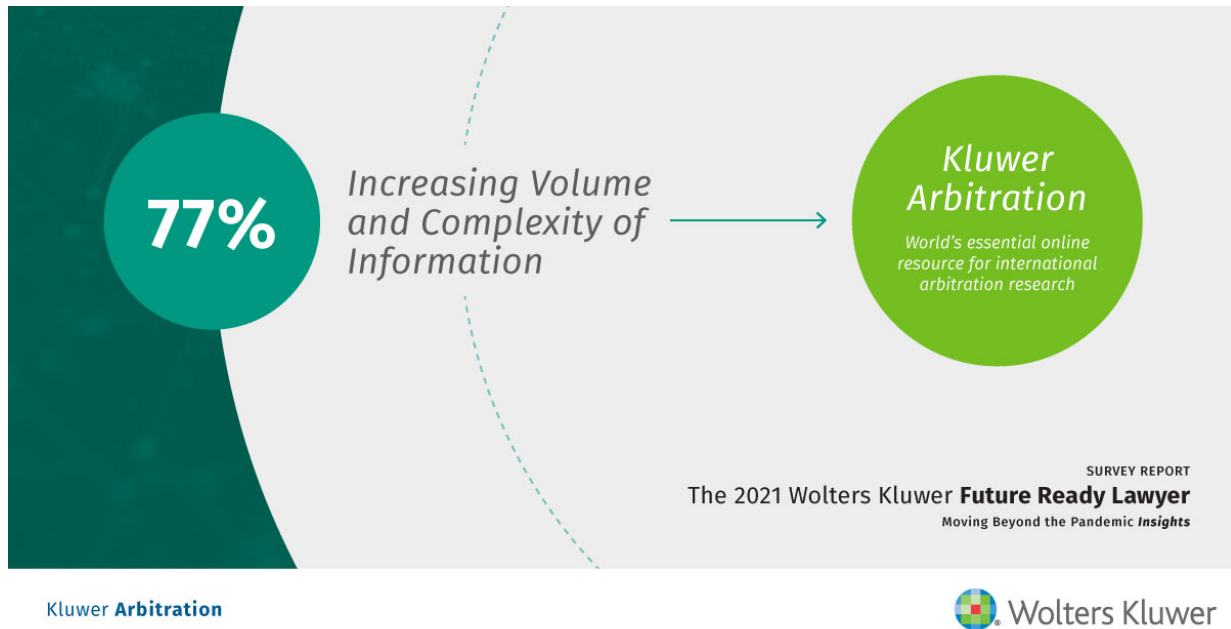 77%
Increasing Volume
and Complexity of
Information
Kluwer
Arbitration
World's essential online
resource for international
arbitration research
SURVEY REPORT
The 2021 Wolters Kluwer Future Ready Lawyer
Moving Beyond the Pandemic Insights
Kluwer Arbitration
Wolters Kluwer